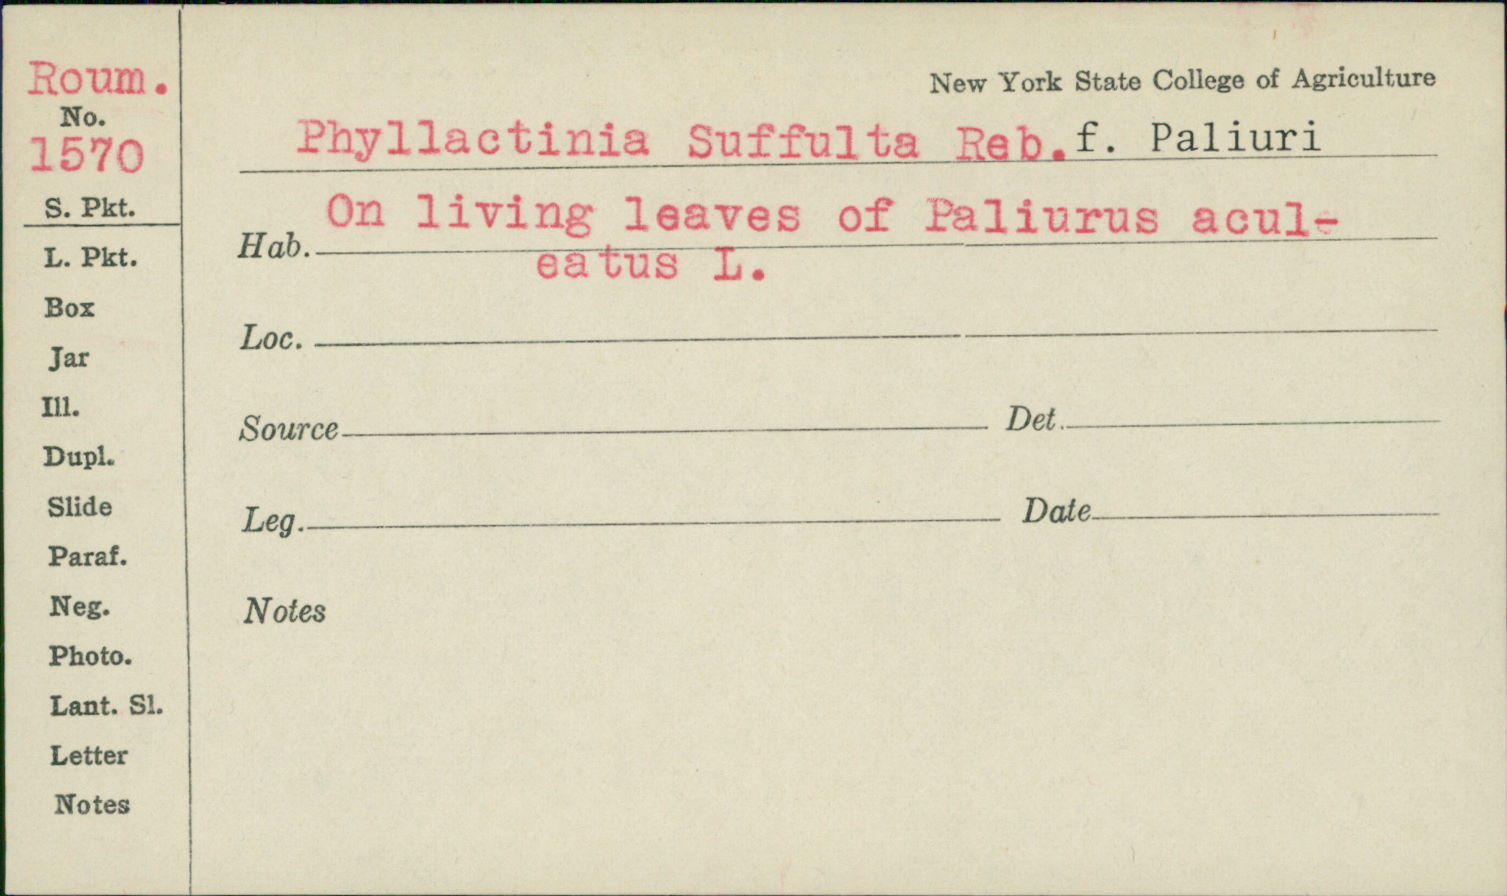 Roum.
No.
1570
S. Pkt.
L. Pkt.
Box
Jar
Ill.
Dupl.
Slide
Paraf.
Neg.
Photo.
Lant. Sl.
Letter
Notes
New York State College of Agriculture
Phyllactinia Suffulta Reb. f. Paliuri
On living leaves of Paliurus acul-
Hab.
eatus L.
Loc.
Source Det.
Leg. Date
Notes